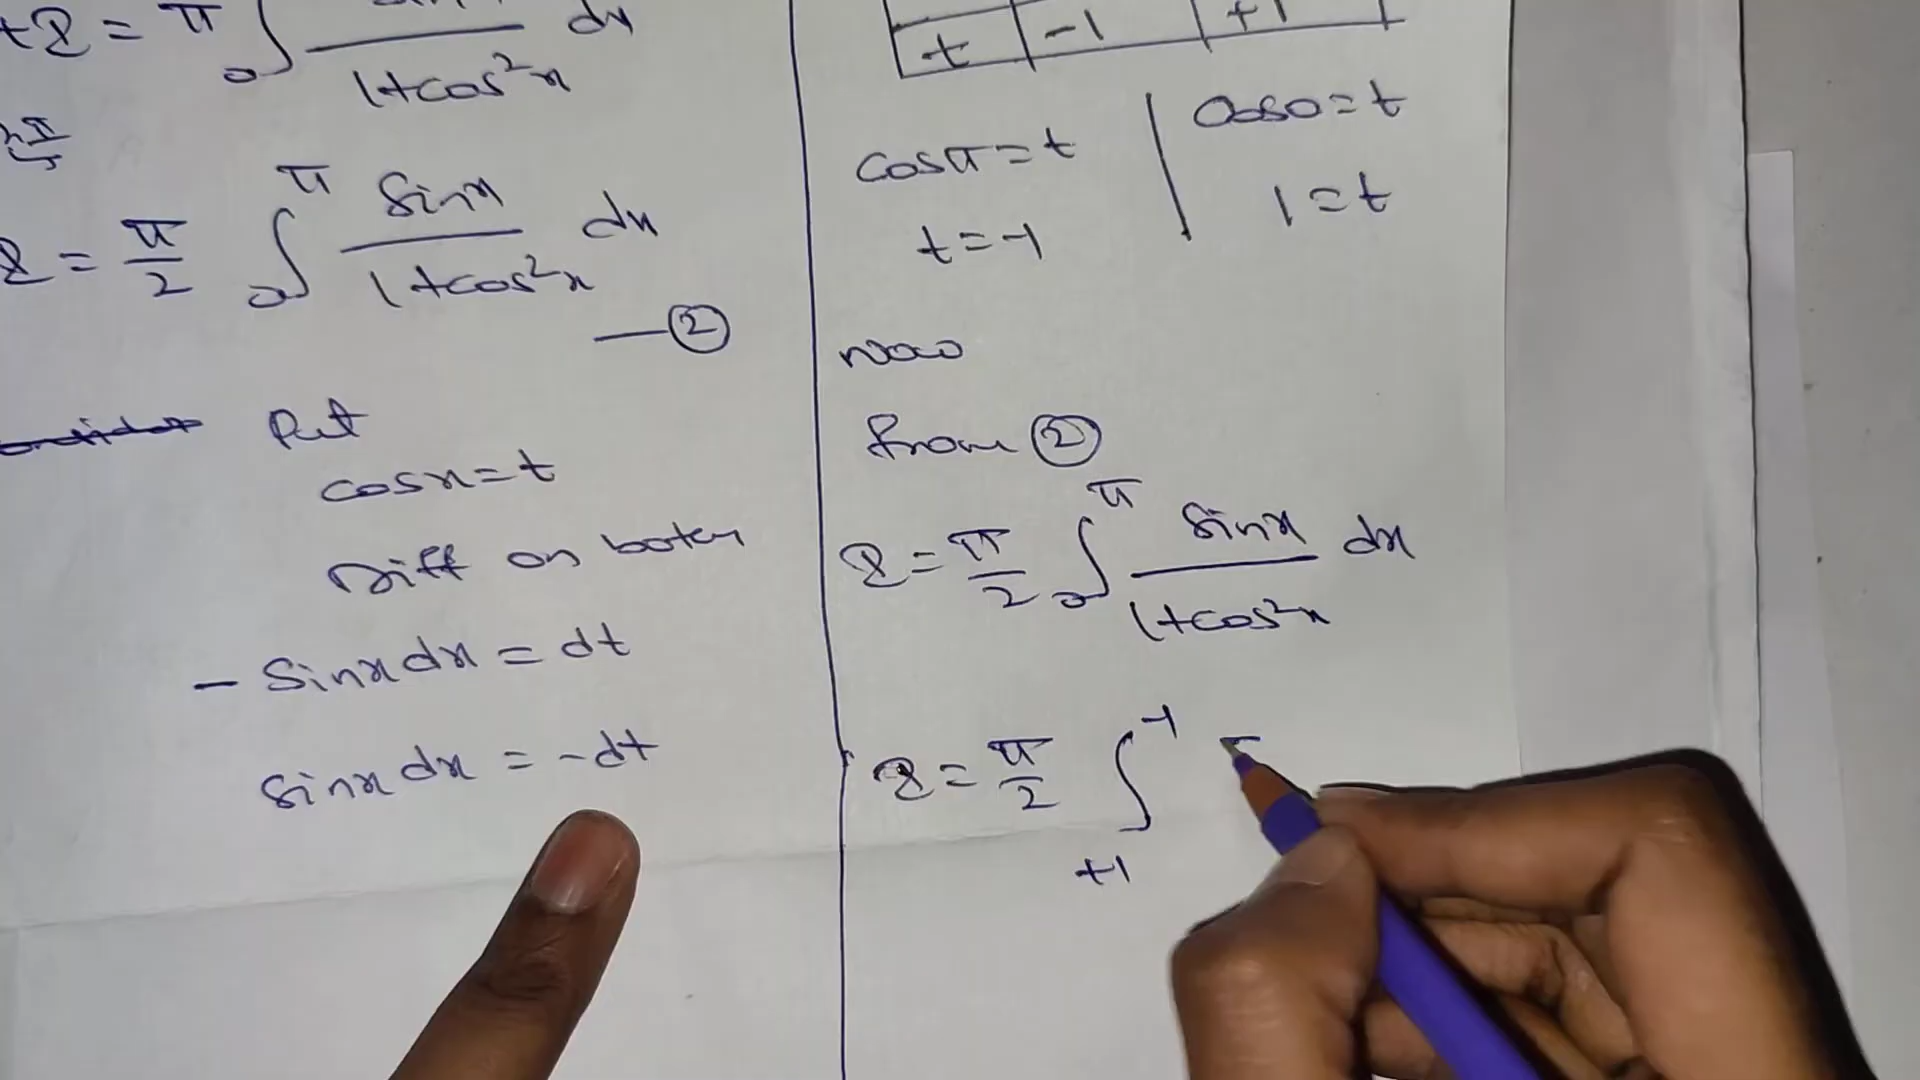 +I = π ∫₀ / 1+cos²x dx
I = π/2 ∫₀^π sinx / 1+cos²x dx
— ②
Put
cosx = t
Diff on both
- sinx dx = dt
sinx dx = -dt
t | -1 | +1
cosπ = t | cos0 = t
t = -1 | 1 = t
Now
from ②
I = π/2 ∫₀^π sinx / 1+cos²x dx
I = π/2 ∫₊₁^-1 -